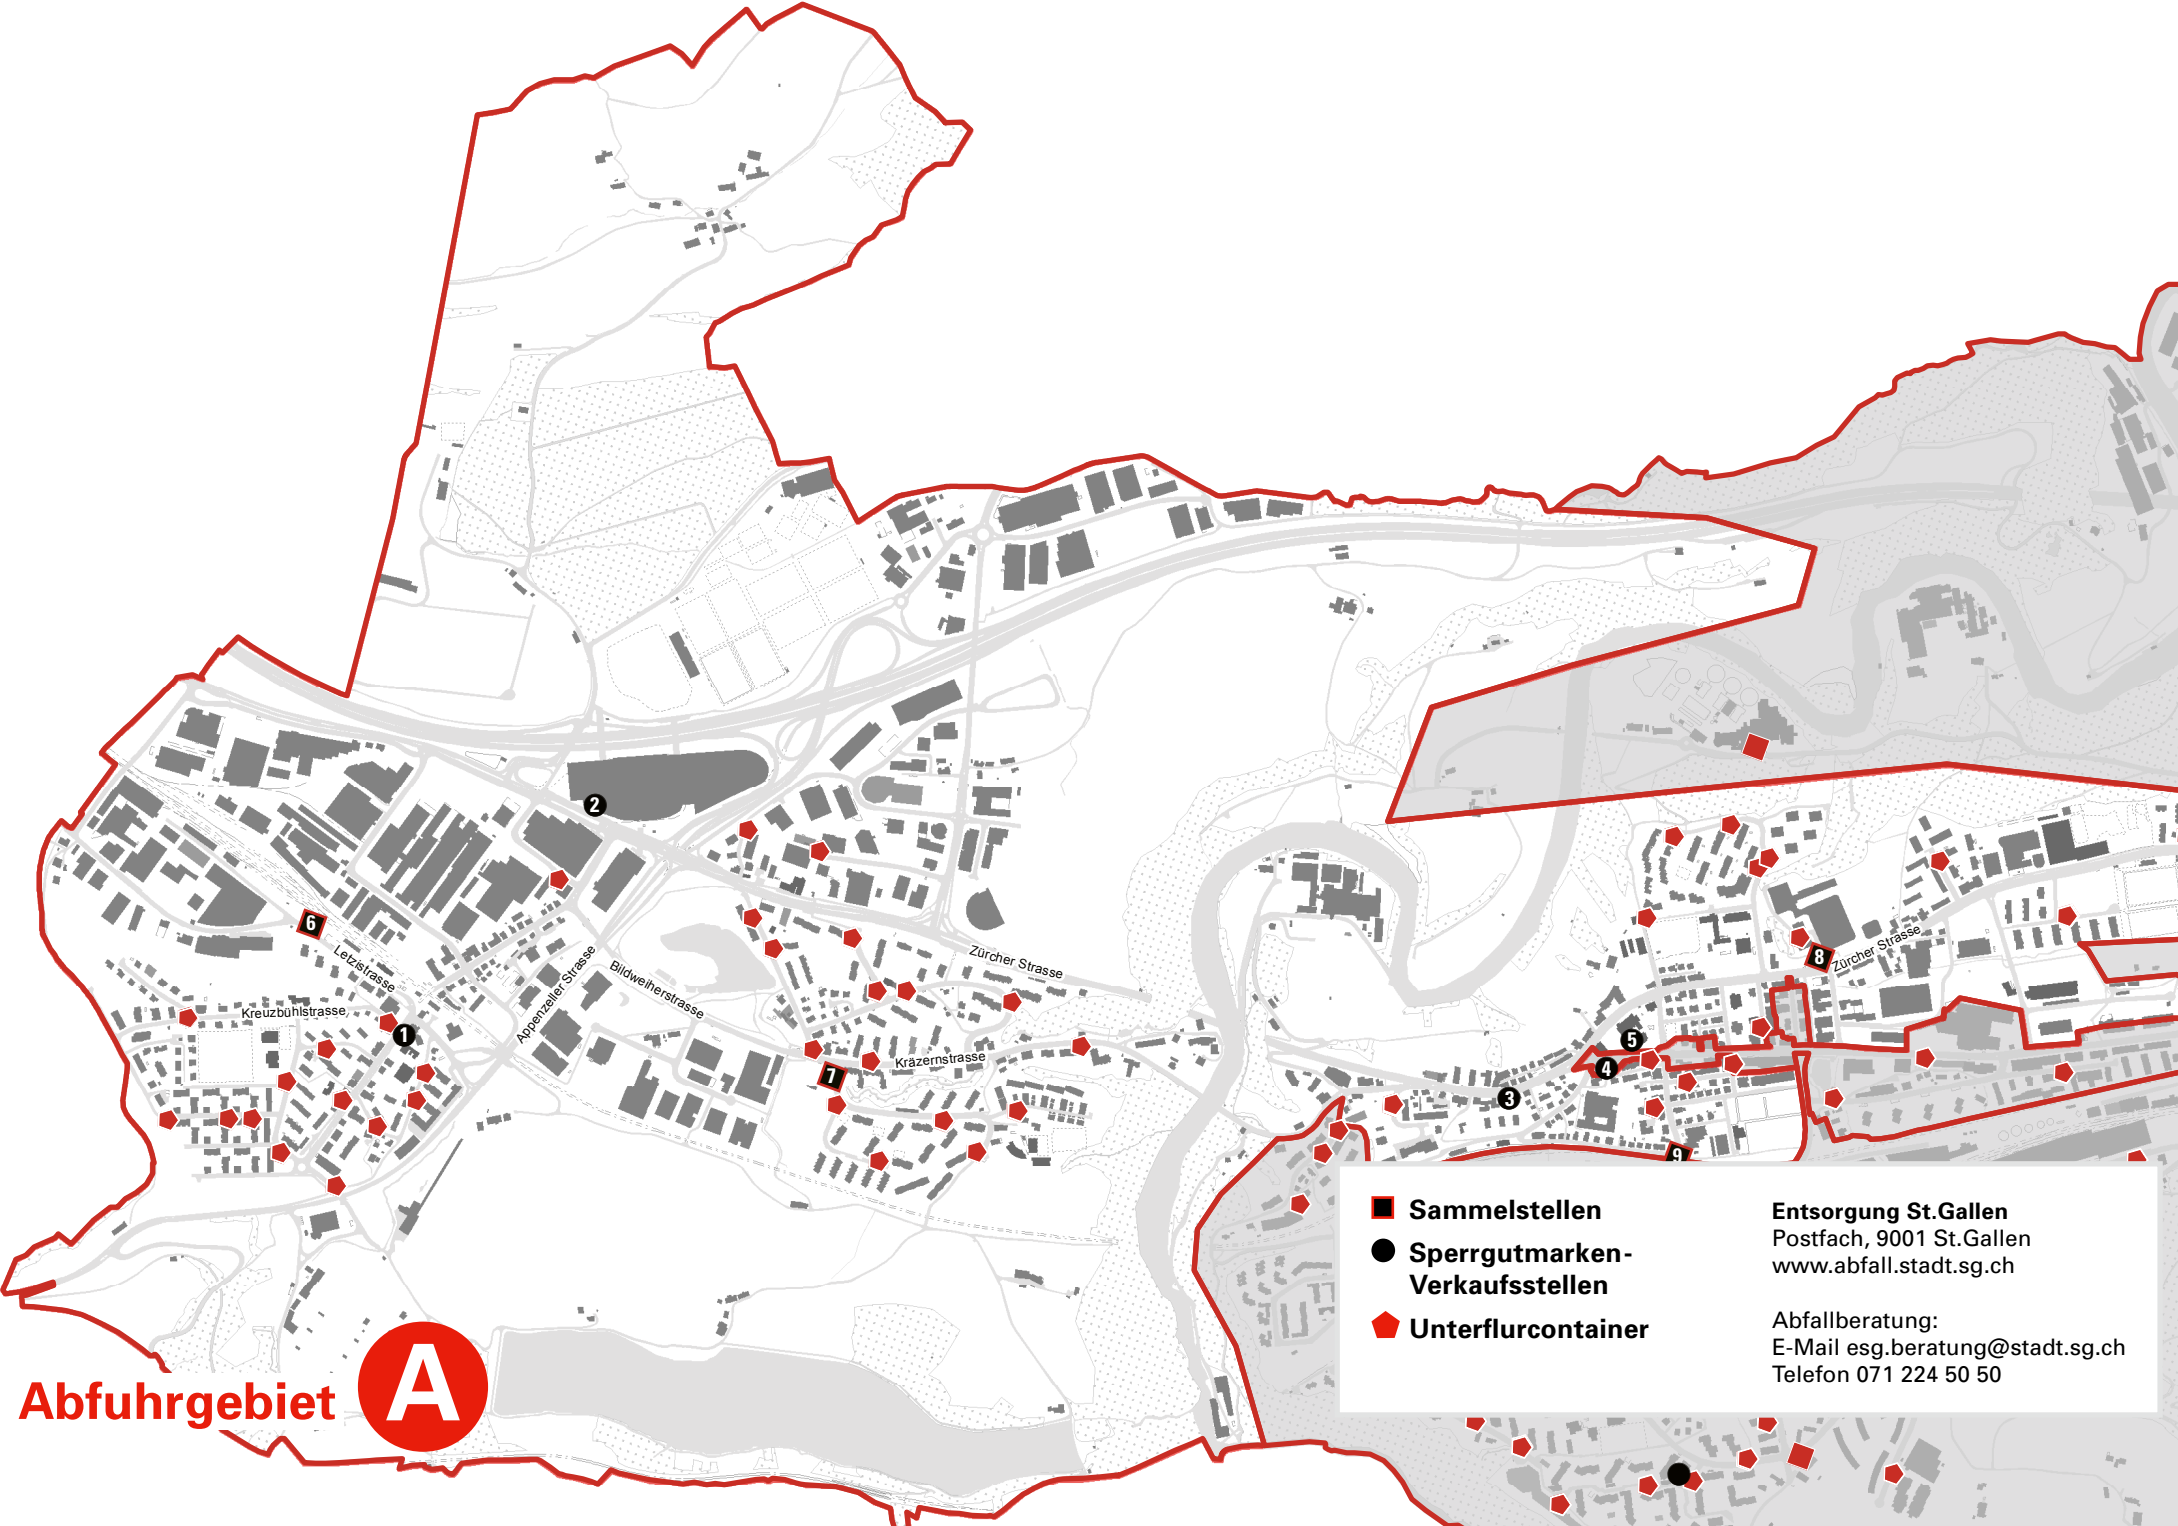 2
6
Letzistrasse
Kreuzbühlstrasse
1
Appenzeller Strasse
Bildweiherstrasse
Zürcher Strasse
Kräzernstrasse
7
8
Zürcher Strasse
5
4
3
9
Abfuhrgebiet A
Sammelstellen
Sperrgutmarken-
Verkaufsstellen
Unterflurcontainer
Entsorgung St.Gallen
Postfach, 9001 St.Gallen
www.abfall.stadt.sg.ch
Abfallberatung:
E-Mail esg.beratung@stadt.sg.ch
Telefon 071 224 50 50